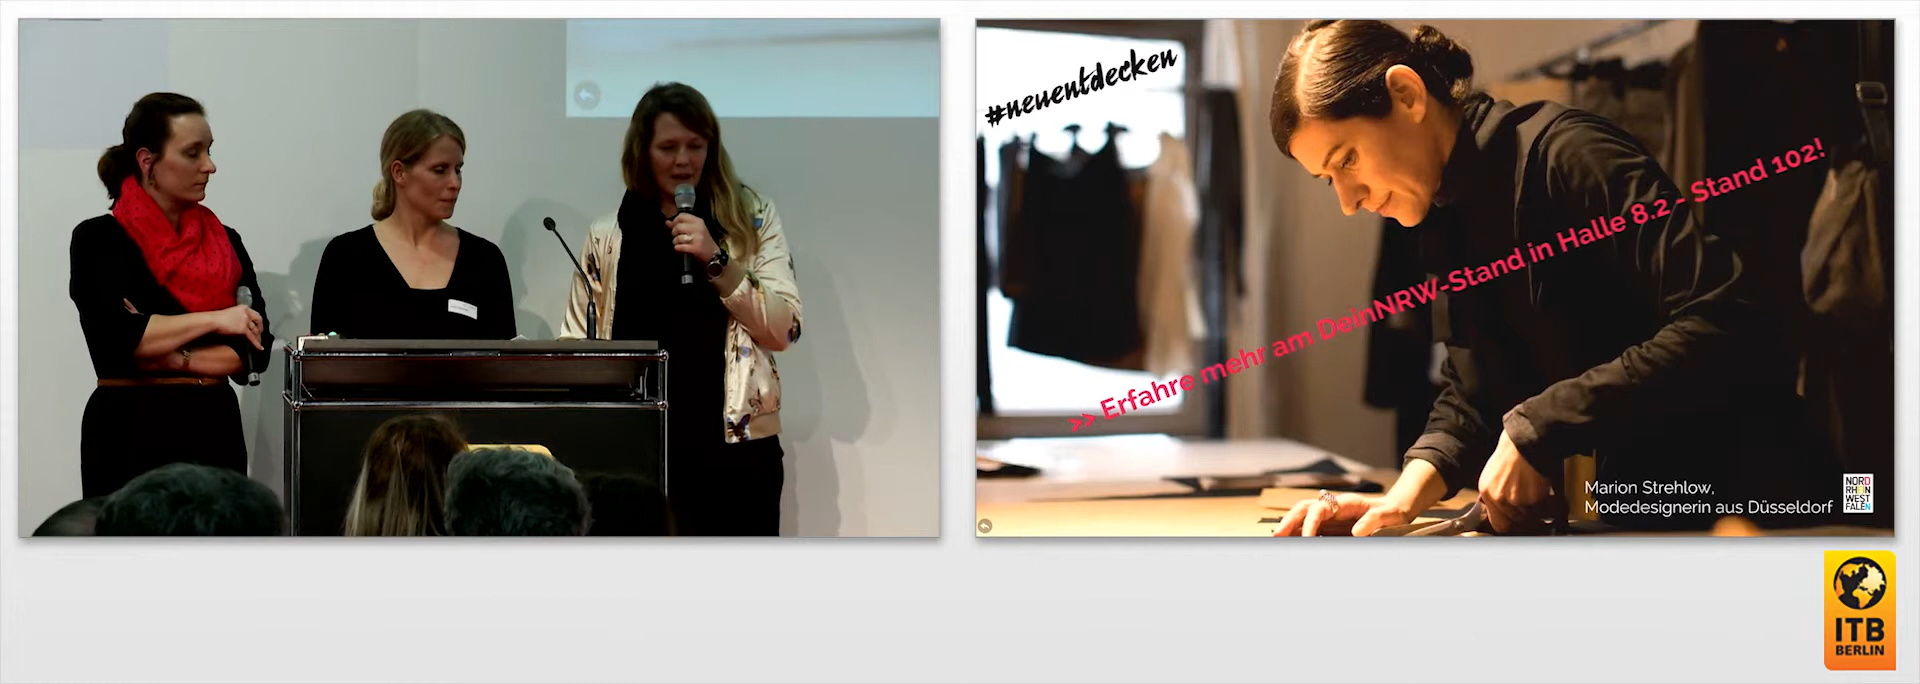 #neuentdecken
>> Erfahre mehr am DeinNRW-Stand in Halle 8.2 - Stand 102!
Marion Strehlow,
Modedesignerin aus Düsseldorf
NORD
RHEIN
WEST
FALEN
ITB
BERLIN